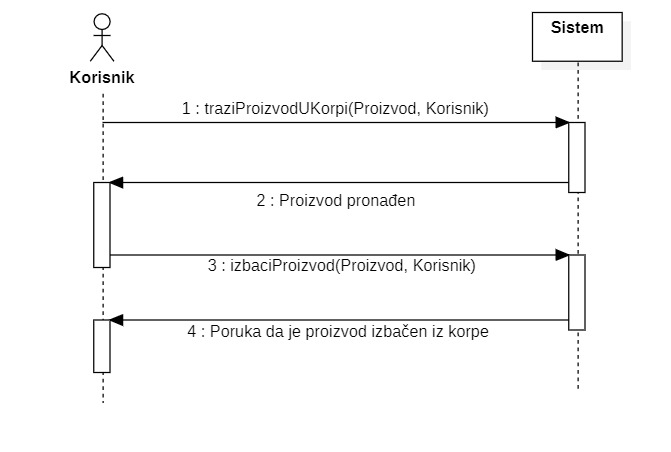 Korisnik
Sistem
1 : traziProizvodUKorpi(Proizvod, Korisnik)
2 : Proizvod pronađen
3 : izbaciProizvod(Proizvod, Korisnik)
4 : Poruka da je proizvod izbačen iz korpe